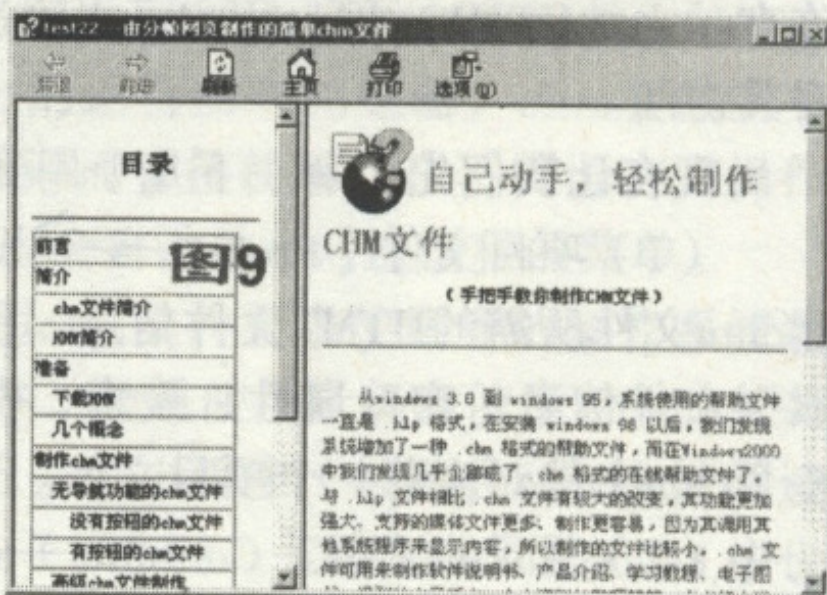 test22 由分帧网页制作的简单chm文件
后退 前进 刷新 主页 打印 选项(O)
目录
前言
简介
chm文件简介
HHW简介
准备
下载HHW
几个概念
制作chm文件
无导航功能的chm文件
没有按钮的chm文件
有按钮的chm文件
高级chm文件制作
图9
自己动手，轻松制作
CHM文件
（手把手教你制作CHM文件）
从windows 3.0 到 windows 95，系统使用的帮助文件
一直是 .hlp 格式，在安装 windows 98 以后，我们发现
系统增加了一种 .chm 格式的帮助文件，而在Windows2000
中我们发现几乎全部成了 .chm 格式的在线帮助文件了。
与 .hlp 文件相比 .chm 文件有较大的改变，其功能更加
强大、支持的媒体文件更多、制作更容易，因为其调用其
他系统程序来显示内容，所以制作的文件比较小。.chm 文
件可用来制作软件说明书、产品介绍、学习教程、电子图